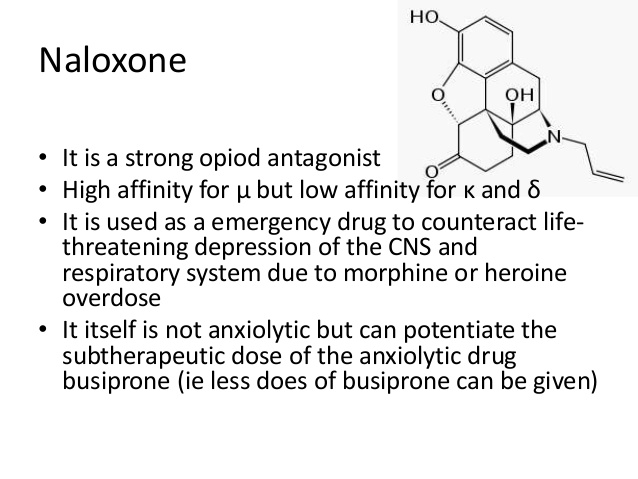 Naloxone
HO
O
OH
N
O
• It is a strong opiod antagonist
• High affinity for μ but low affinity for κ and δ
• It is used as a emergency drug to counteract life-
threatening depression of the CNS and
respiratory system due to morphine or heroine
overdose
• It itself is not anxiolytic but can potentiate the
subtherapeutic dose of the anxiolytic drug
busiprone (ie less does of busiprone can be given)